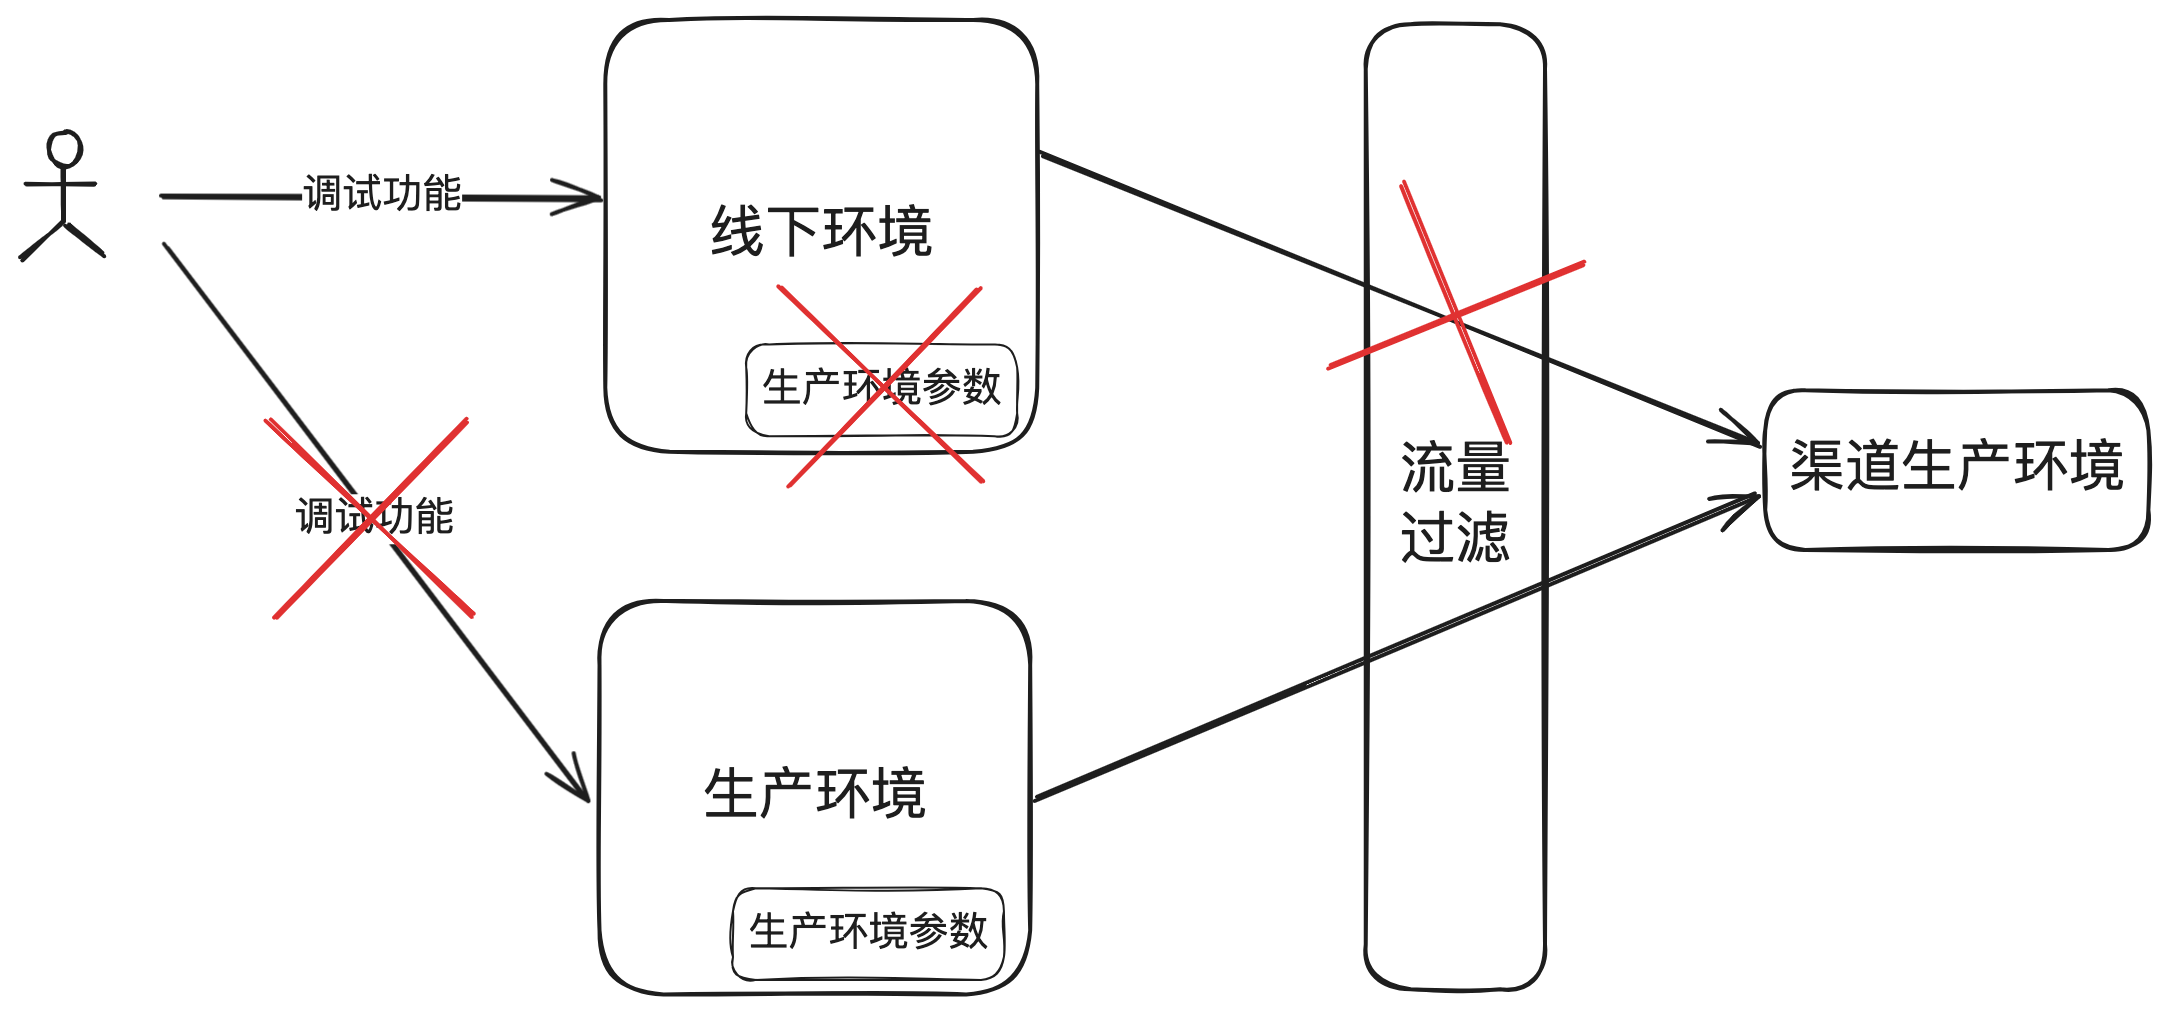 调试功能
线下环境
生产环境参数
调试功能
流量
过滤
渠道生产环境
生产环境
生产环境参数